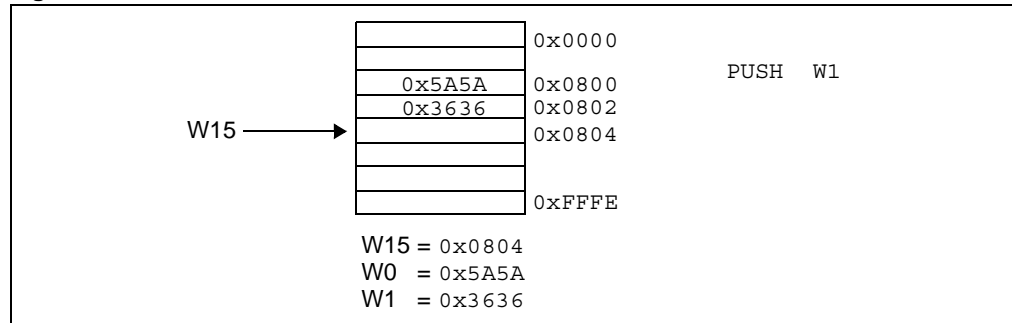 0x0000
PUSH W1
0x5A5A 0x0800
0x3636 0x0802
W15
0x0804
0xFFFE
W15 = 0x0804
W0 = 0x5A5A
W1 = 0x3636